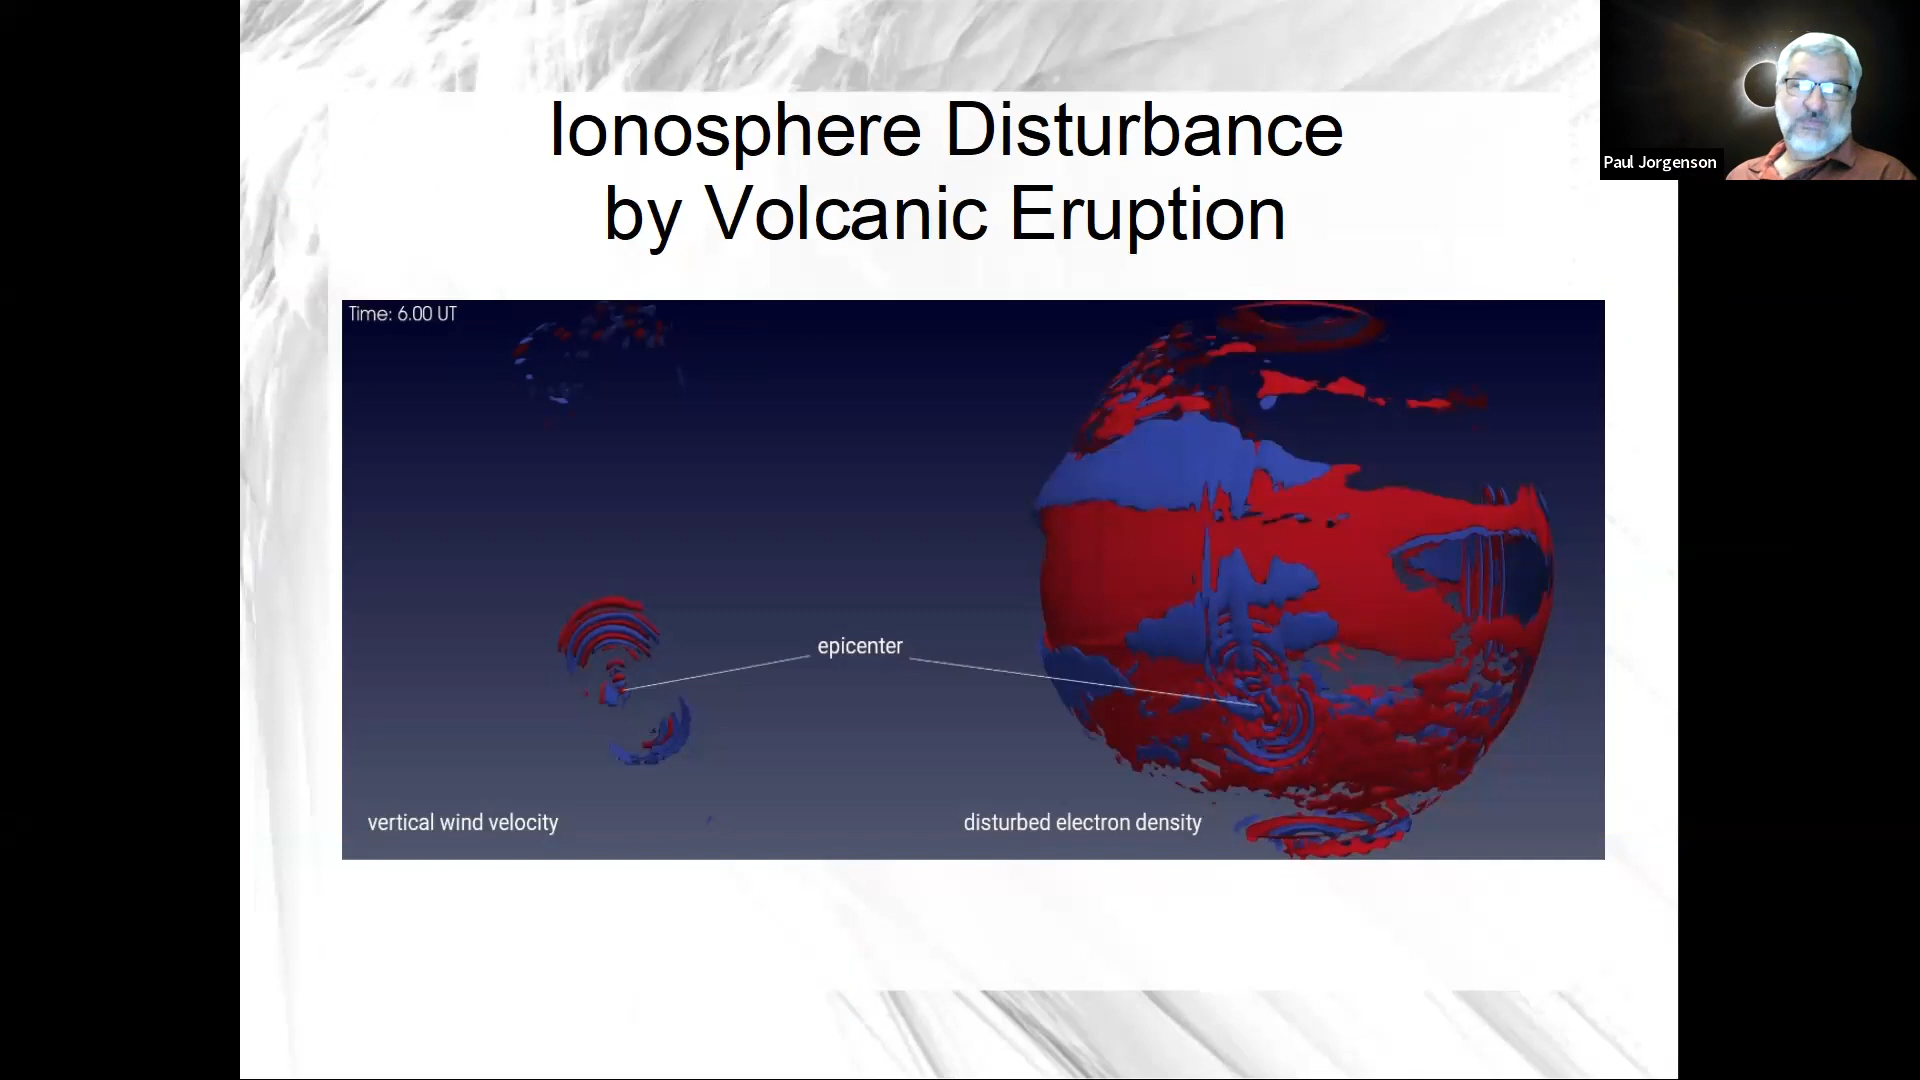 Ionosphere Disturbance
by Volcanic Eruption
Paul Jorgenson
Time: 6.00 UT
epicenter
vertical wind velocity
disturbed electron density